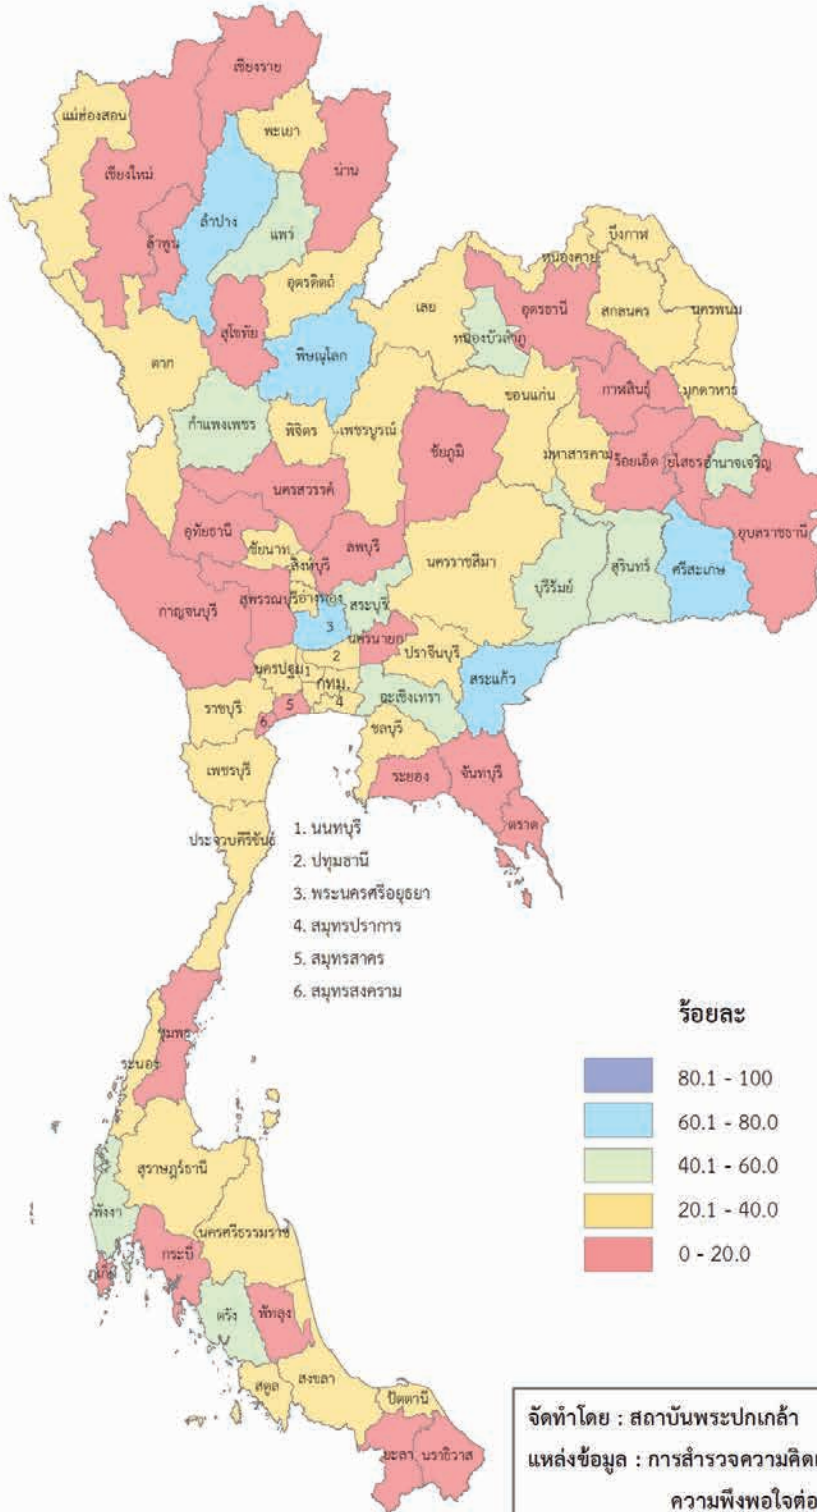 เชียงราย
แม่ฮ่องสอน
พะเยา
เชียงใหม่
น่าน
ลำปาง
แพร่
ลำพูน
บึงกาฬ
หนองคาย
อุตรดิตถ์
เลย
อุดรธานี
สกลนคร
นครพนม
สุโขทัย
หนองบัวลำภู
พิษณุโลก
ตาก
ขอนแก่น
กาฬสินธุ์
มุกดาหาร
กำแพงเพชร
พิจิตร
เพชรบูรณ์
ชัยภูมิ
มหาสารคาม
ร้อยเอ็ด
ยโสธร
อำนาจเจริญ
นครสวรรค์
อุทัยธานี
ลพบุรี
อุบลราชธานี
ชัยนาท
สิงห์บุรี
นครราชสีมา
บุรีรัมย์
สุรินทร์
ศรีสะเกษ
กาญจนบุรี
สุพรรณบุรี
อ่างทอง
สระบุรี
3
นครนายก
2
ปราจีนบุรี
นครปฐม
1
กทม.
สระแก้ว
ฉะเชิงเทรา
ราชบุรี
5
4
6
ชลบุรี
เพชรบุรี
ระยอง
จันทบุรี
ตราด
ประจวบคีรีขันธ์
1. นนทบุรี
2. ปทุมธานี
3. พระนครศรีอยุธยา
4. สมุทรปราการ
5. สมุทรสาคร
6. สมุทรสงคราม
ชุมพร
ระนอง
ร้อยละ
80.1 - 100
60.1 - 80.0
40.1 - 60.0
20.1 - 40.0
0 - 20.0
สุราษฎร์ธานี
พังงา
นครศรีธรรมราช
กระบี่
ภูเก็ต
ตรัง
พัทลุง
สตูล
สงขลา
ปัตตานี
ยะลา
นราธิวาส
จัดทำโดย : สถาบันพระปกเกล้า
แหล่งข้อมูล : การสำรวจความคิดเ
ความพึงพอใจต่อ